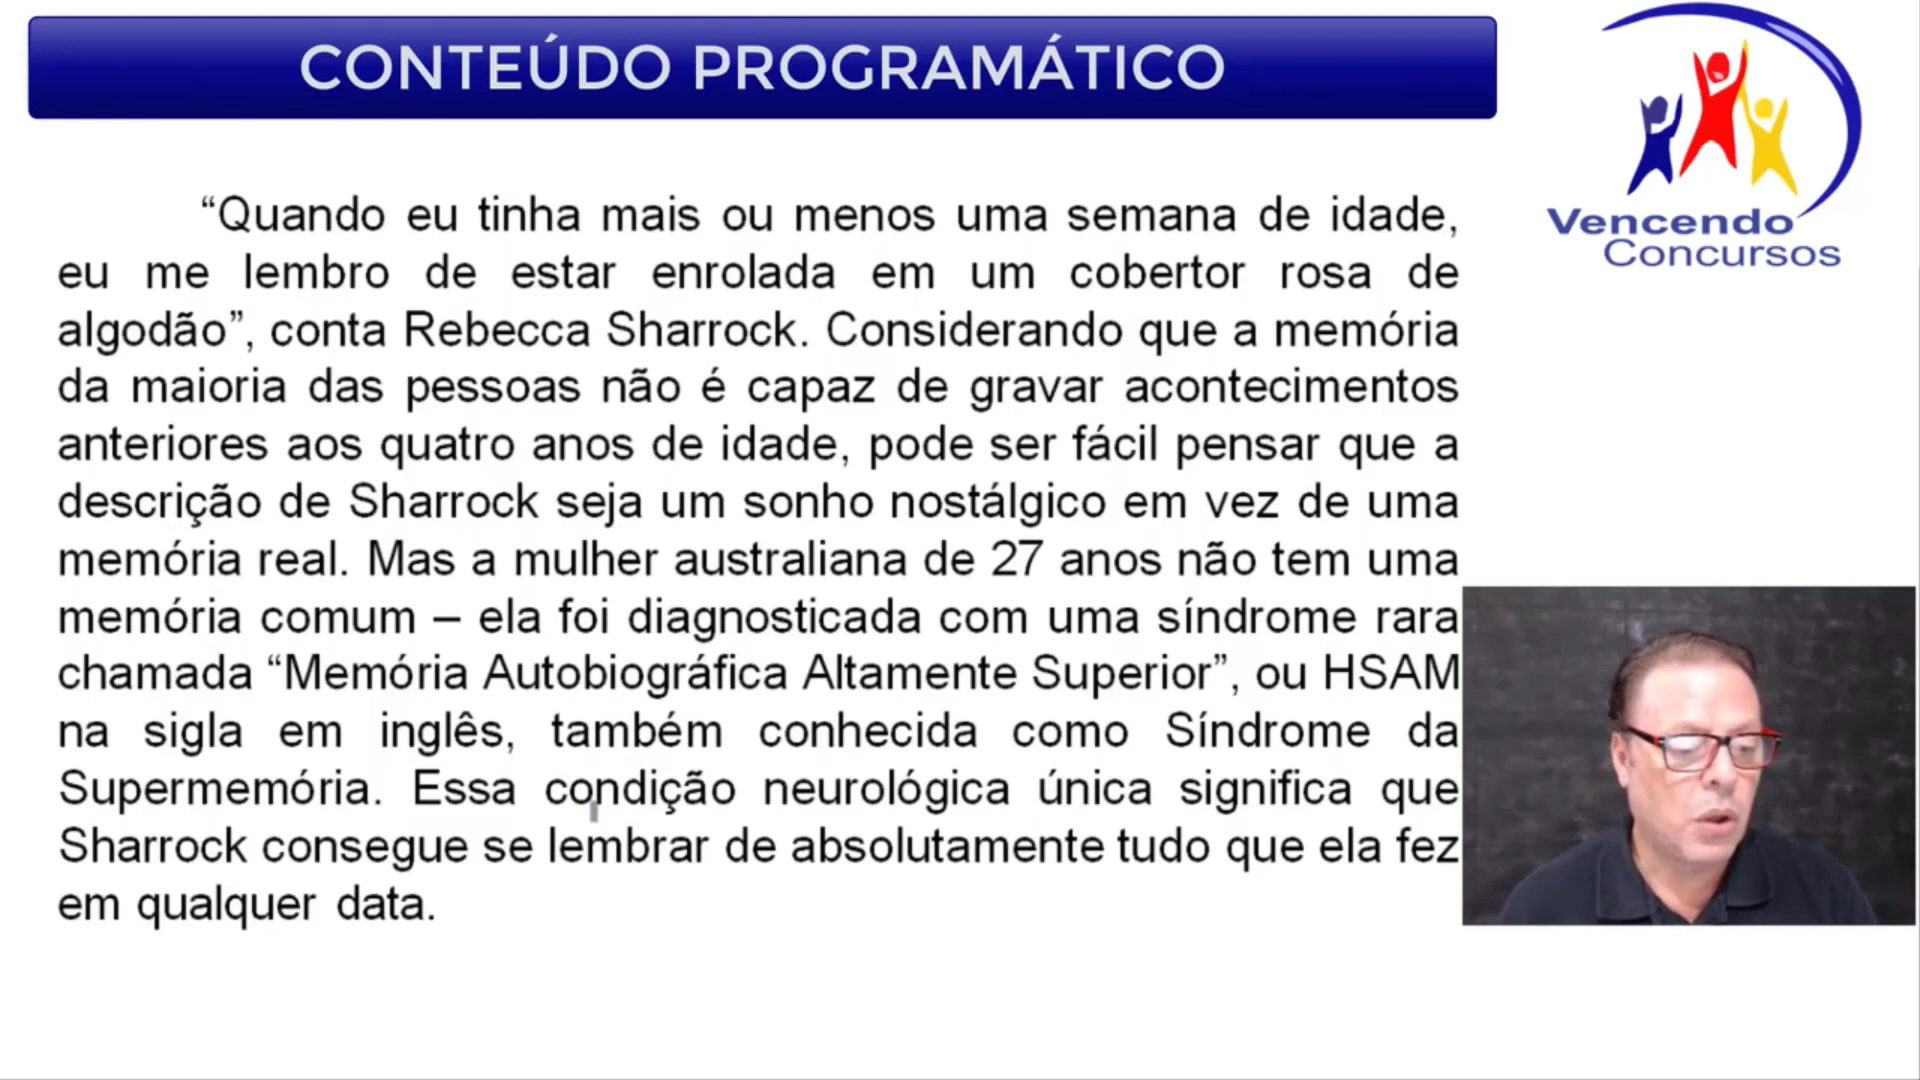 CONTEÚDO PROGRAMÁTICO
Vencendo
Concursos
“Quando eu tinha mais ou menos uma semana de idade,
eu me lembro de estar enrolada em um cobertor rosa de
algodão”, conta Rebecca Sharrock. Considerando que a memória
da maioria das pessoas não é capaz de gravar acontecimentos
anteriores aos quatro anos de idade, pode ser fácil pensar que a
descrição de Sharrock seja um sonho nostálgico em vez de uma
memória real. Mas a mulher australiana de 27 anos não tem uma
memória comum – ela foi diagnosticada com uma síndrome rara
chamada “Memória Autobiográfica Altamente Superior”, ou HSAM
na sigla em inglês, também conhecida como Síndrome da
Supermemória. Essa condição neurológica única significa que
Sharrock consegue se lembrar de absolutamente tudo que ela fez
em qualquer data.